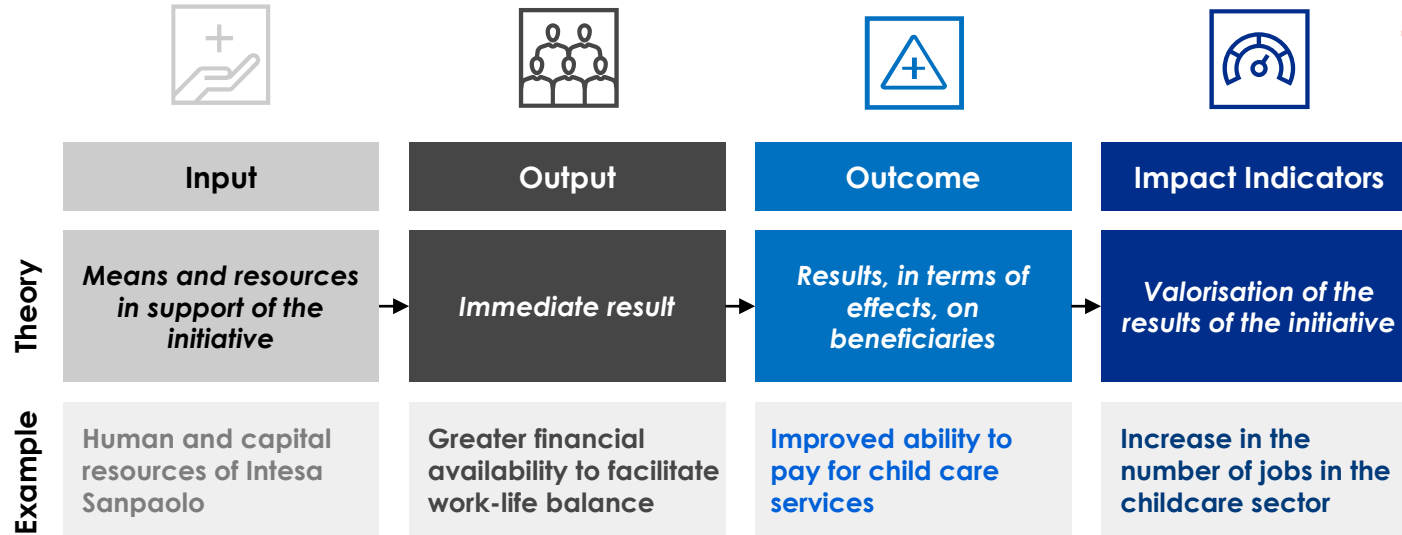 Input
Output
Outcome
Impact Indicators
Theory
Means and resources
in support of the
initiative
Immediate result
Results, in terms of
effects, on
beneficiaries
Valorisation of the
results of the initiative
Example
Human and capital
resources of Intesa
Sanpaolo
Greater financial
availability to facilitate
work-life balance
Improved ability to
pay for child care
services
Increase in the
number of jobs in the
childcare sector